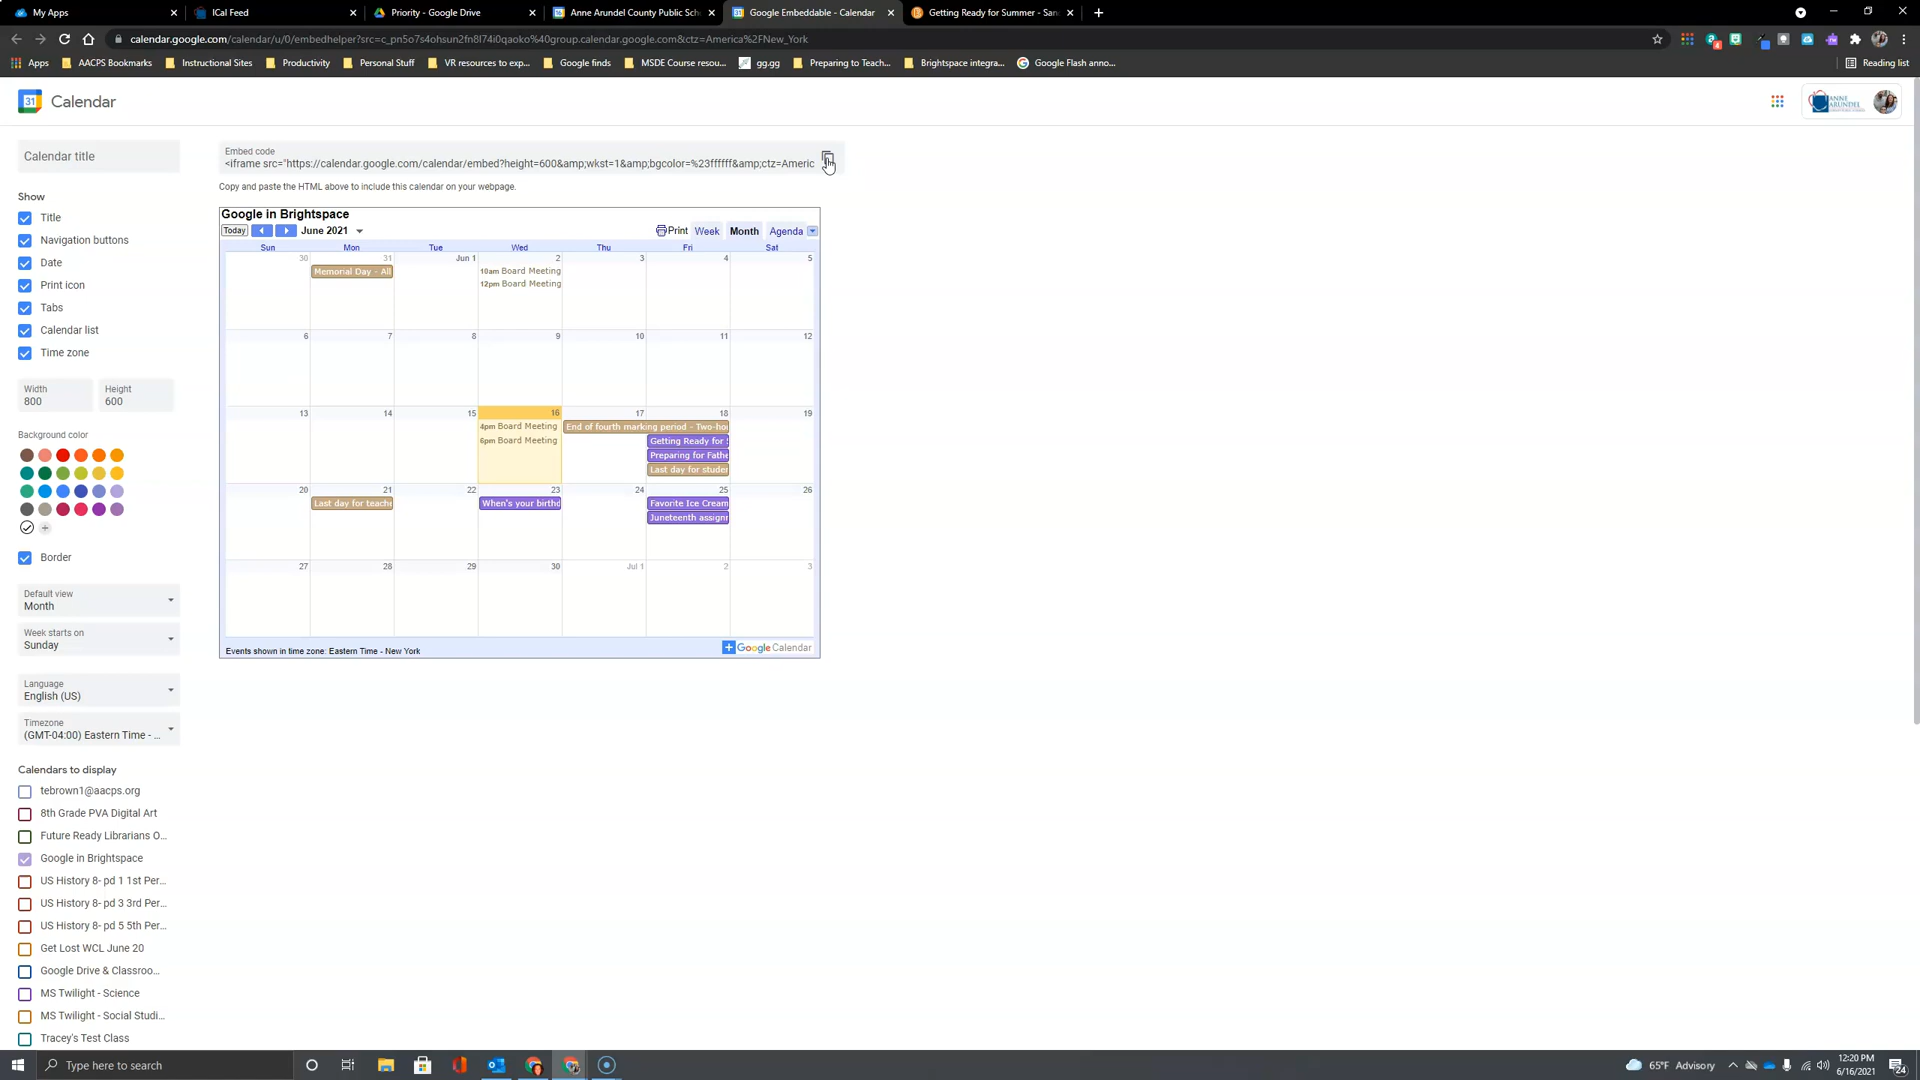 My Apps
ICal Feed
Priority - Google Drive
Anne Arundel County Public Sch
Google Embeddable - Calendar
Getting Ready for Summer - San
calendar.google.com/calendar/u/0/embedhelper?src=c_pn5o7s4ohsun2fn8l74i0qaoko%40group.calendar.google.com&ctz=America%2FNew_York
Apps
AACPS Bookmarks
Instructional Sites
Productivity
Personal Stuff
VR resources to exp...
Google finds
MSDE Course resou...
gg.gg
Preparing to Teach...
Brightspace integra...
Google Flash anno...
Reading list
Calendar
ANNE ARUNDEL
Calendar title
Embed code
<iframe src="https://calendar.google.com/calendar/embed?height=600&amp;wkst=1&amp;bgcolor=%23ffffff&amp;ctz=Americ
Copy and paste the HTML above to include this calendar on your webpage.
Show
Title
Navigation buttons
Date
Print icon
Tabs
Calendar list
Time zone
Width
800
Height
600
Background color
Border
Default view
Month
Week starts on
Sunday
Language
English (US)
Timezone
(GMT-04:00) Eastern Time - ...
Calendars to display
tebrown1@aacps.org
8th Grade PVA Digital Art
Future Ready Librarians O...
Google in Brightspace
US History 8- pd 1 1st Per...
US History 8- pd 3 3rd Per...
US History 8- pd 5 5th Per...
Get Lost WCL June 20
Google Drive & Classroo...
MS Twilight - Science
MS Twilight - Social Studi...
Tracey's Test Class
Google in Brightspace
Today
June 2021
Print
Week
Month
Agenda
Sun Mon Tue Wed Thu Fri Sat
30 31 Jun 1 2 3 4 5
Memorial Day - All
10am Board Meeting
12pm Board Meeting
6 7 8 9 10 11 12
13 14 15 16 17 18 19
4pm Board Meeting
6pm Board Meeting
End of fourth marking period - Two-hou
Getting Ready for S
Preparing for Fathe
Last day for studen
20 21 22 23 24 25 26
Last day for teache
When's your birthd
Favorite Ice Cream
Juneteenth assignm
27 28 29 30 Jul 1 2 3
Events shown in time zone: Eastern Time - New York
Google Calendar
Type here to search
65°F Advisory
12:20 PM
6/16/2021
24